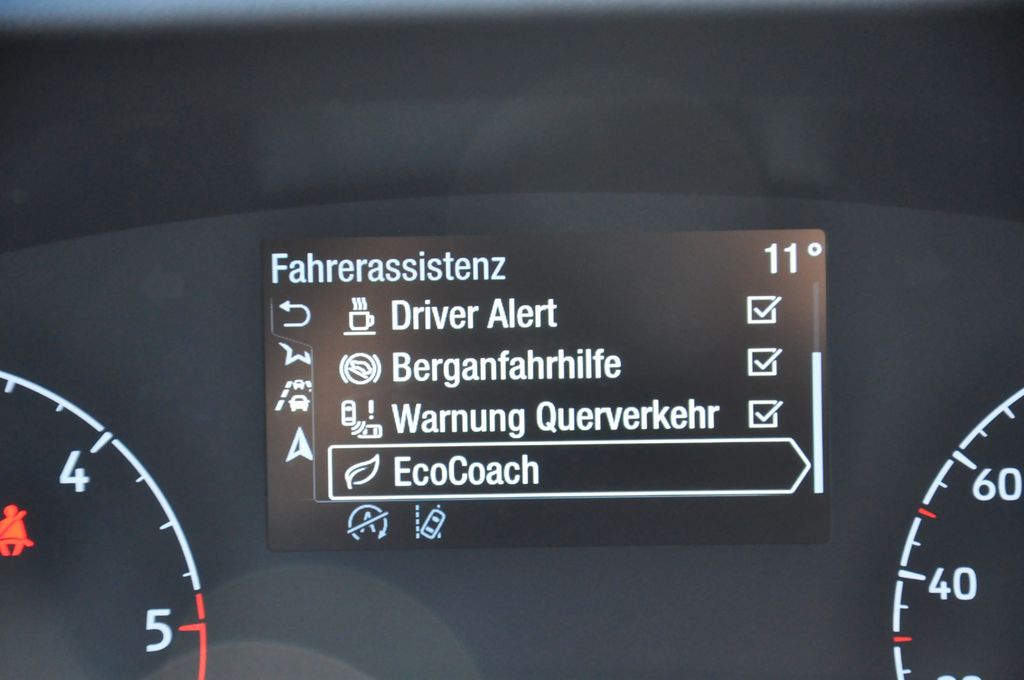 Fahrerassistenz 11°
Driver Alert
Berganfahrhilfe
Warnung Querverkehr
EcoCoach
4
5
60
40